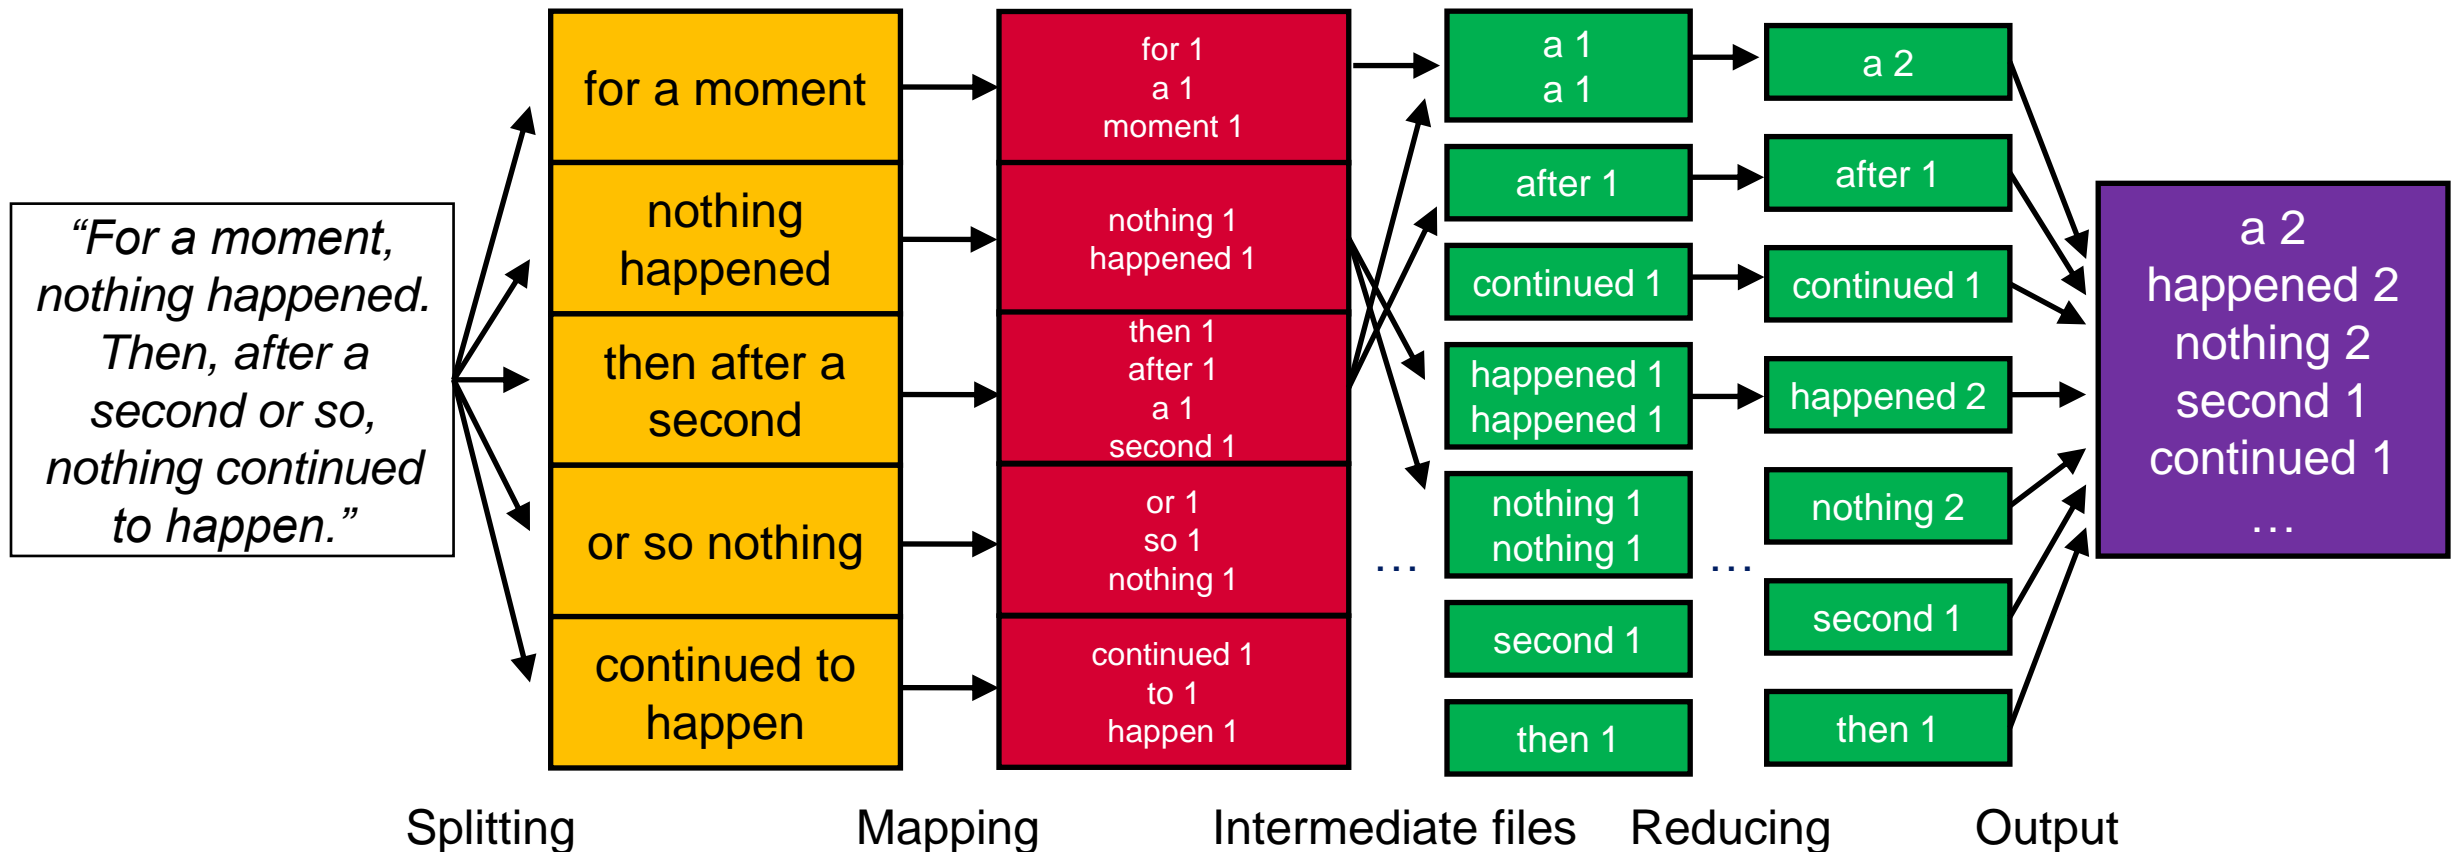 “For a moment,
nothing happened.
Then, after a
second or so,
nothing continued
to happen.”
for a moment
nothing
happened
then after a
second
or so nothing
continued to
happen
for 1
a 1
moment 1
nothing 1
happened 1
then 1
after 1
a 1
second 1
or 1
so 1
nothing 1
continued 1
to 1
happen 1
…
a 1
a 1
after 1
continued 1
happened 1
happened 1
nothing 1
nothing 1
second 1
then 1
…
a 2
after 1
continued 1
happened 2
nothing 2
second 1
then 1
a 2
happened 2
nothing 2
second 1
continued 1
…
Splitting
Mapping
Intermediate files
Reducing
Output